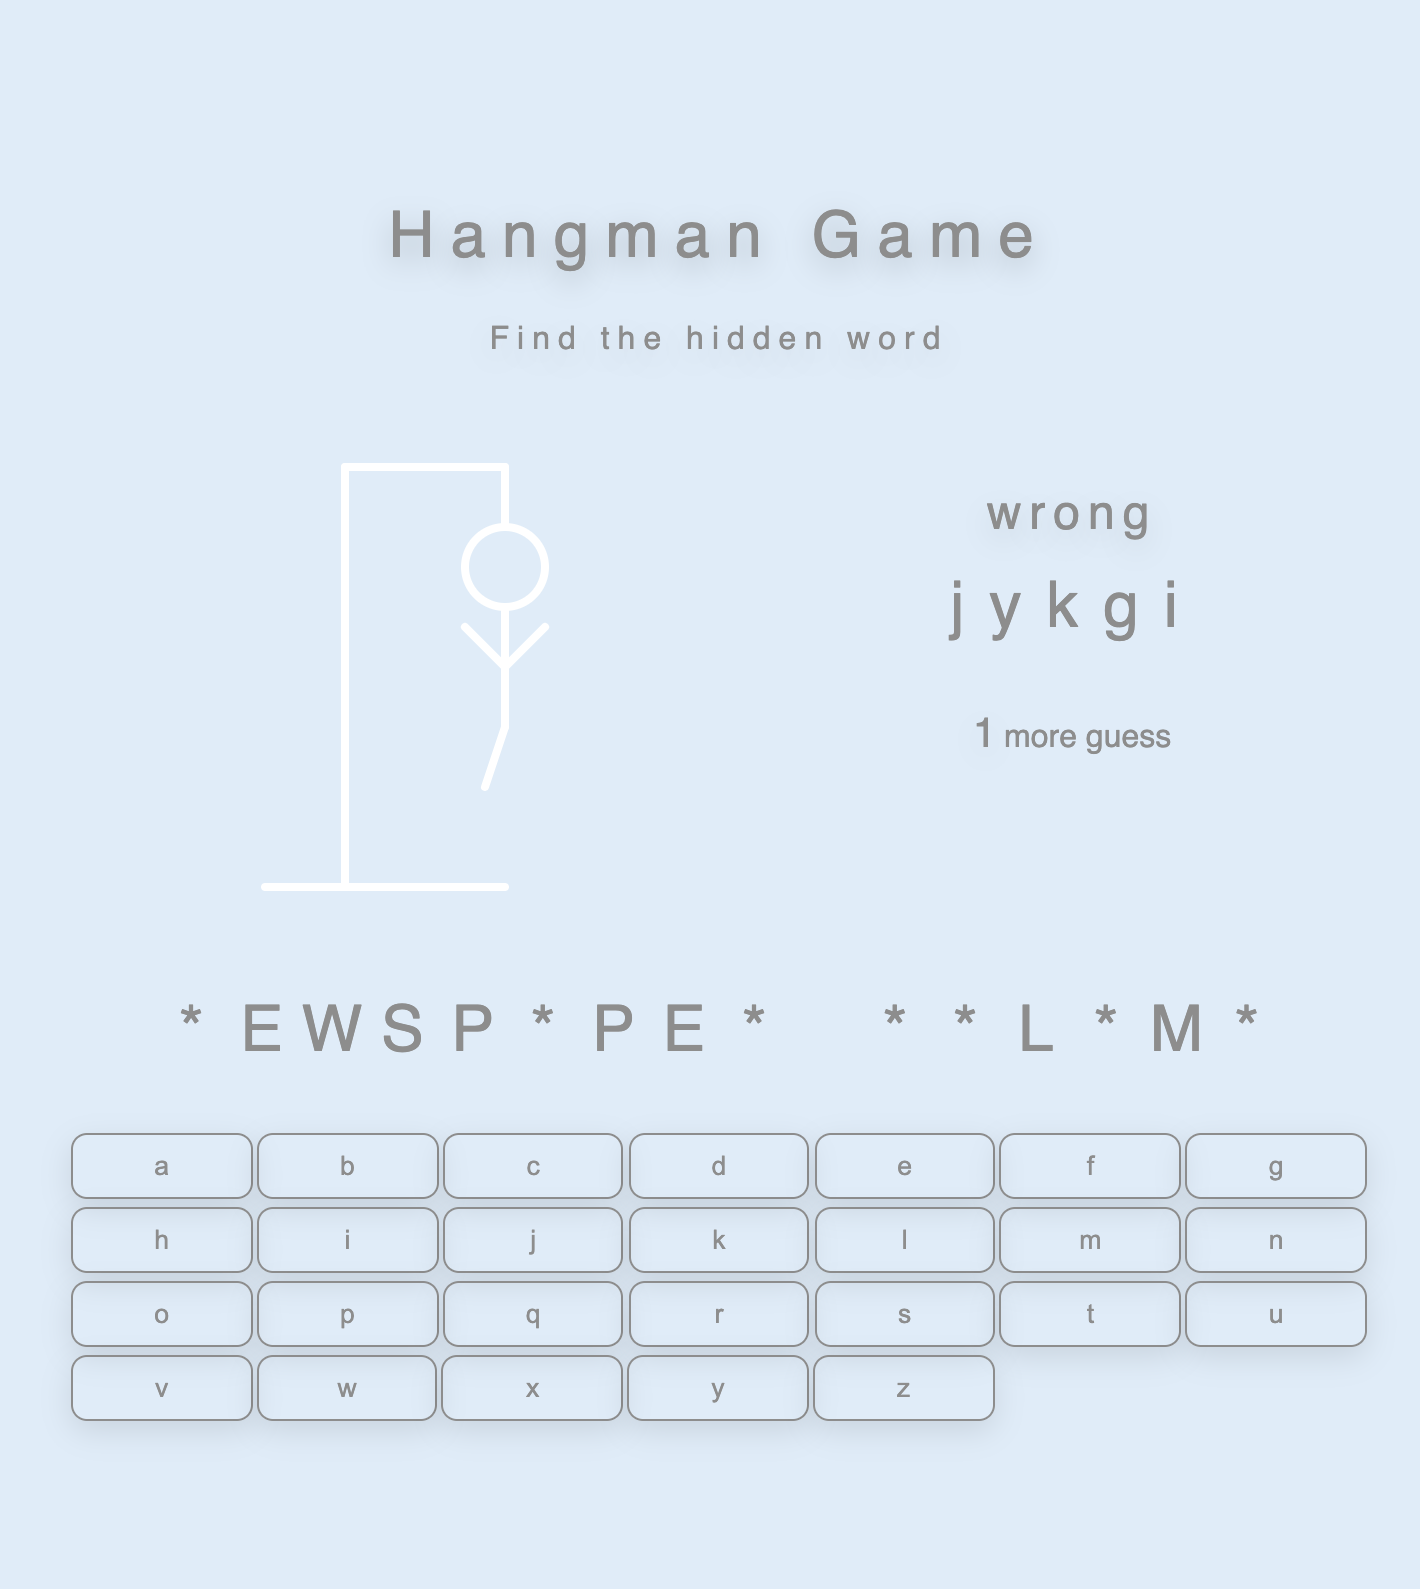 Hangman Game
Find the hidden word
wrong
j y k g i
1 more guess
* E W S P * P E *   * * L * M *
a b c d e f g
h i j k l m n
o p q r s t u
v w x y z